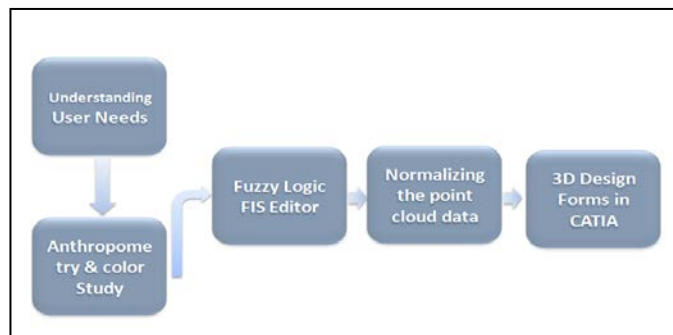 Understanding
User Needs
Anthropome
try & color
Study
Fuzzy Logic
FIS Editor
Normalizing
the point
cloud data
3D Design
Forms in
CATIA